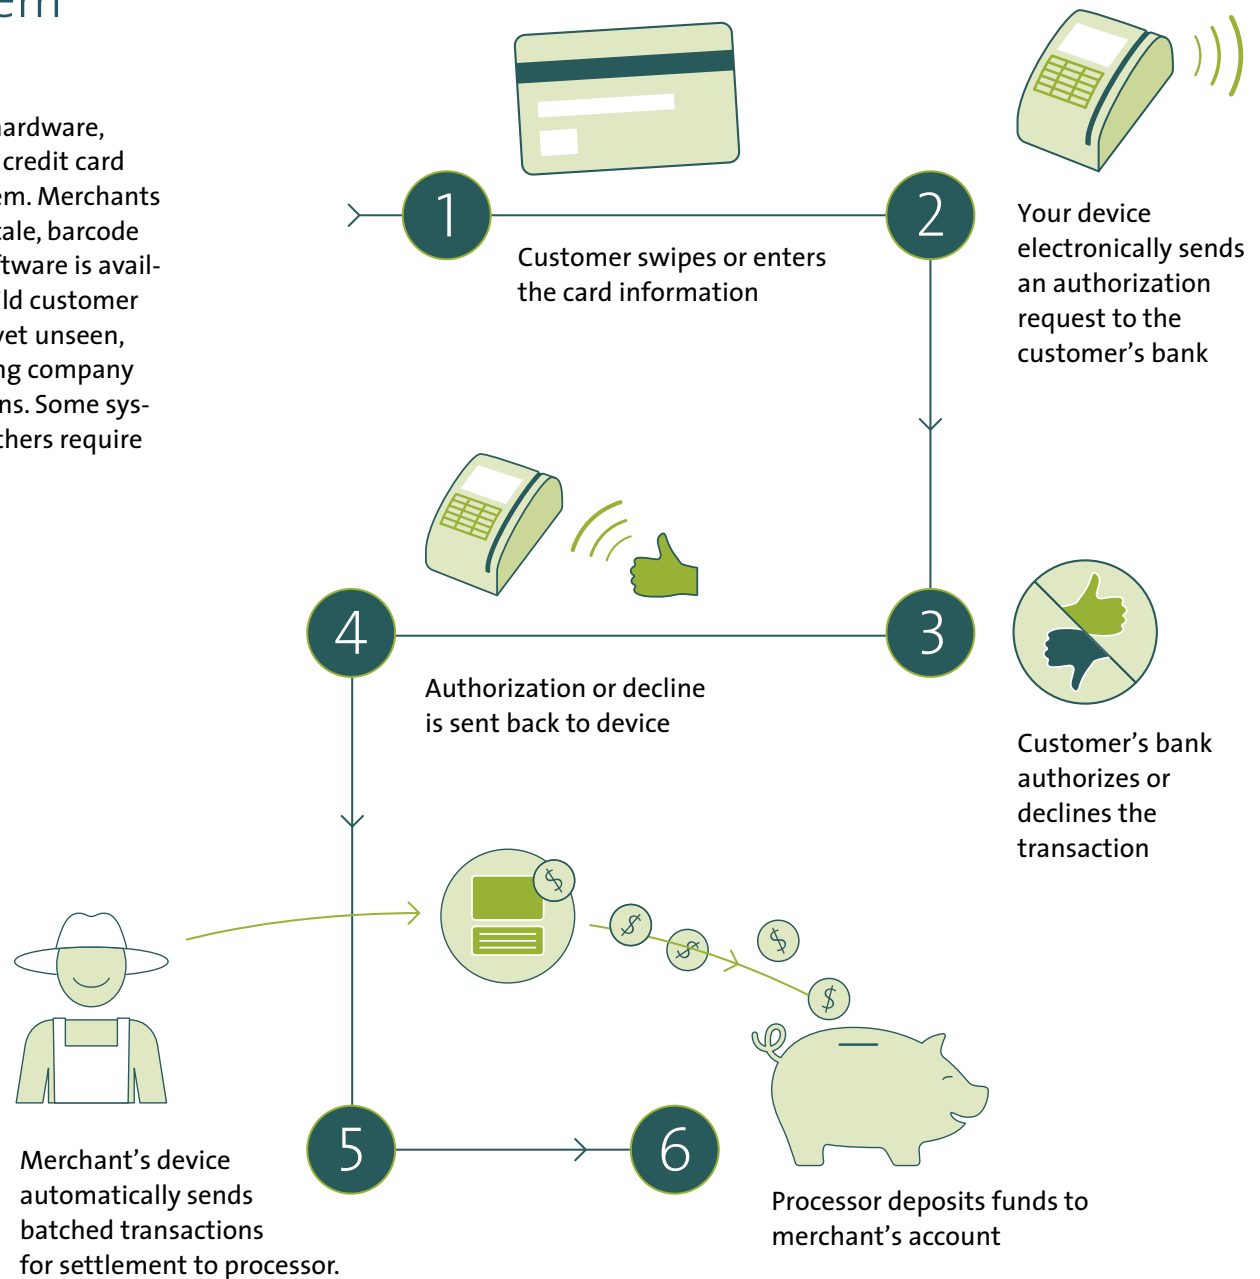 hardware,
credit card
em. Merchants
cale, barcode
ftware is avail-
ild customer
yet unseen,
ng company
ns. Some sys-
thers require
1
Customer swipes or enters
the card information
2
Your device
electronically sends
an authorization
request to the
customer's bank
3
Customer's bank
authorizes or
declines the
transaction
4
Authorization or decline
is sent back to device
$
$
$
$
$
5
Merchant's device
automatically sends
batched transactions
for settlement to processor.
6
Processor deposits funds to
merchant's account